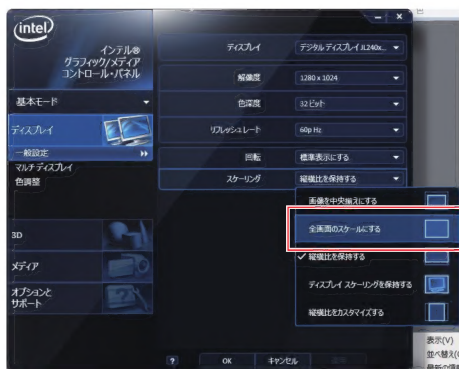 intel
インテル®
グラフィック/メディア
コントロール・パネル
基本モード
ディスプレイ
一般設定
マルチディスプレイ
色調整
3D
メディア
オプションと
サポート
ディスプレイ
デジタル ディスプレイ JL240x...
解像度
1280 x 1024
色深度
32 ビット
リフレッシュ レート
60p Hz
回転
標準表示にする
スケーリング
縦横比を保持する
画像を中央揃えにする
全画面のスケールにする
縦横比を保持する
ディスプレイ スケーリングを保持する
縦横比をカスタマイズする
?
OK
キャンセル
表示(V)
並べ替え(